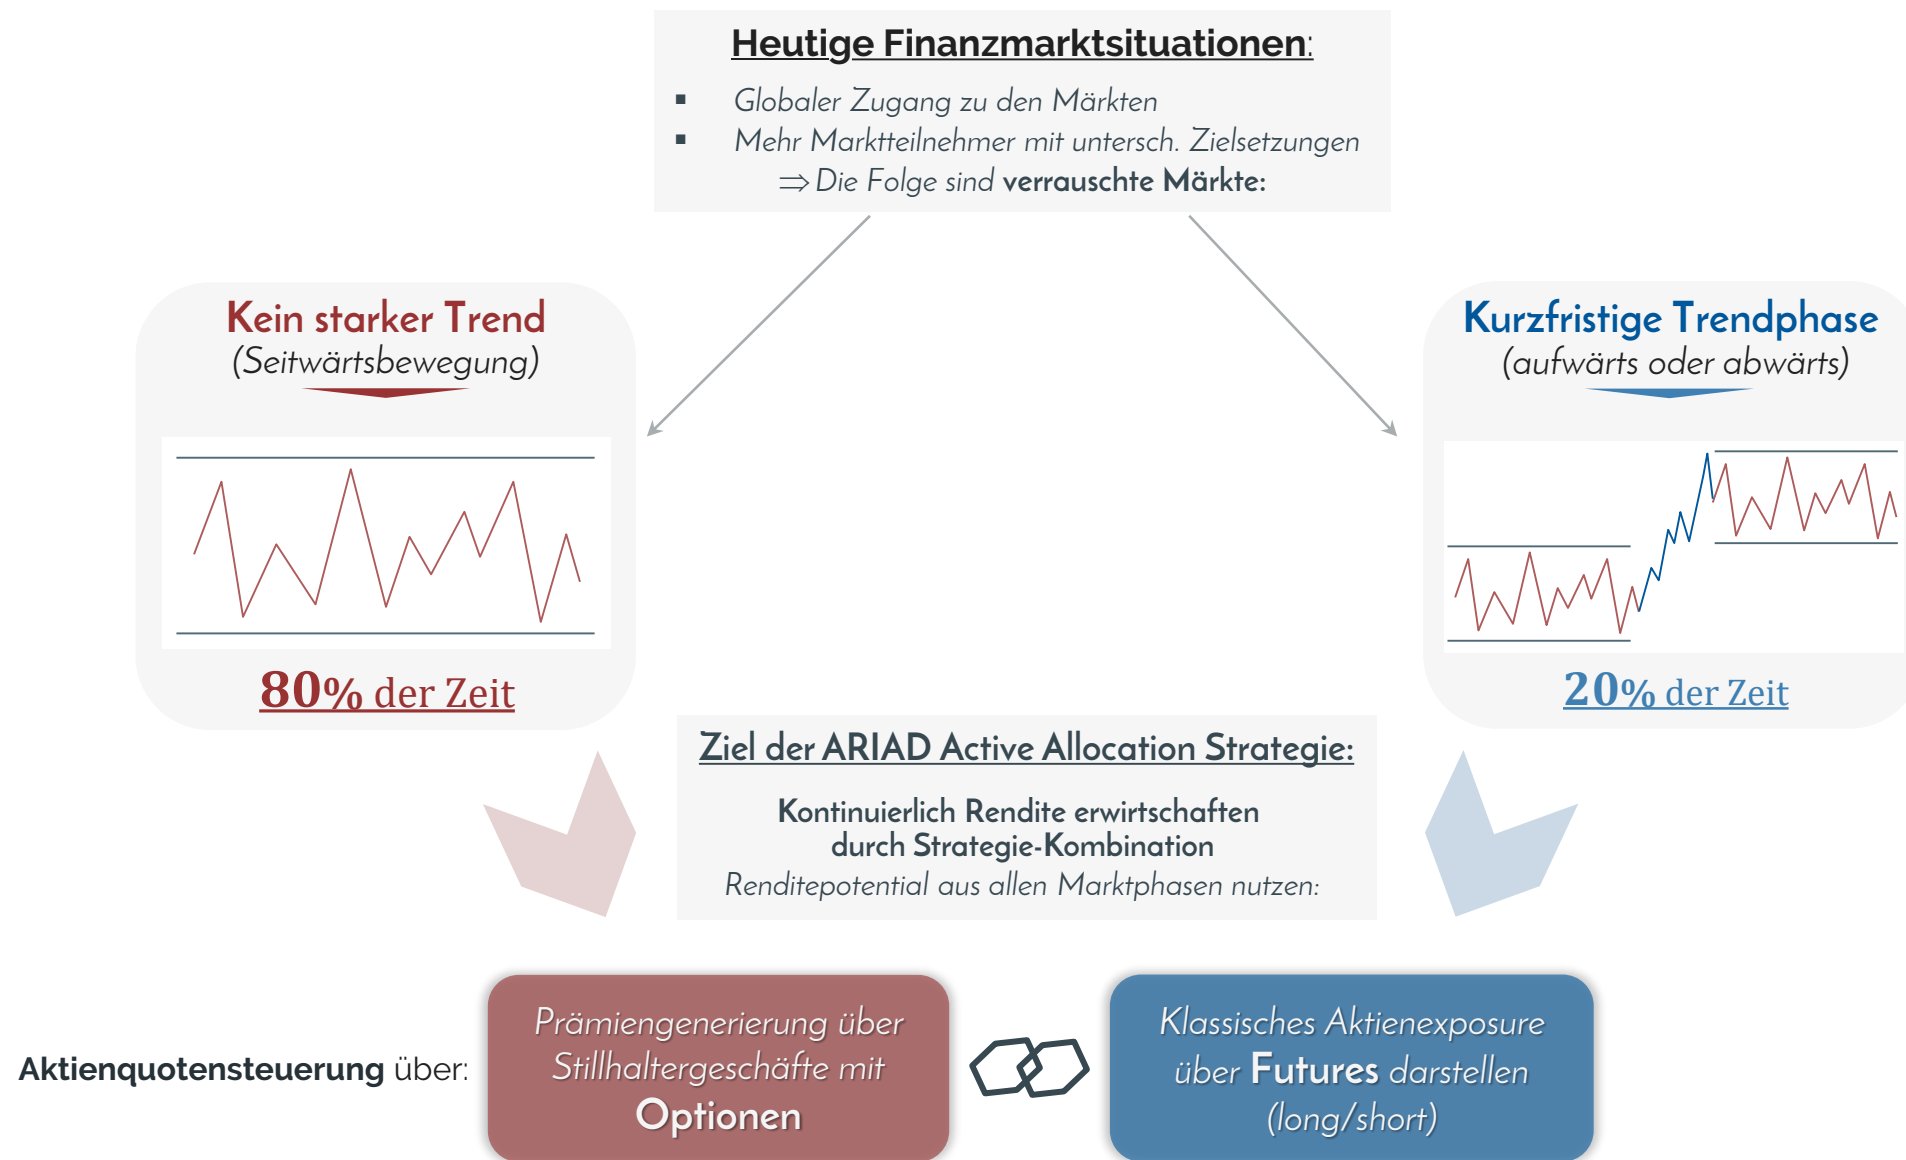 Heutige Finanzmarktsituationen:
▪ Globaler Zugang zu den Märkten
▪ Mehr Marktteilnehmer mit untersch. Zielsetzungen
⇒ Die Folge sind verrauschte Märkte:
Kein starker Trend
(Seitwärtsbewegung)
80% der Zeit
Kurzfristige Trendphase
(aufwärts oder abwärts)
20% der Zeit
Ziel der ARIAD Active Allocation Strategie:
Kontinuierlich Rendite erwirtschaften
durch Strategie-Kombination
Renditepotential aus allen Marktphasen nutzen:
Aktienquotensteuerung über:
Prämiengenerierung über
Stillhaltergeschäfte mit
Optionen
Klassisches Aktienexposure
über Futures darstellen
(long/short)